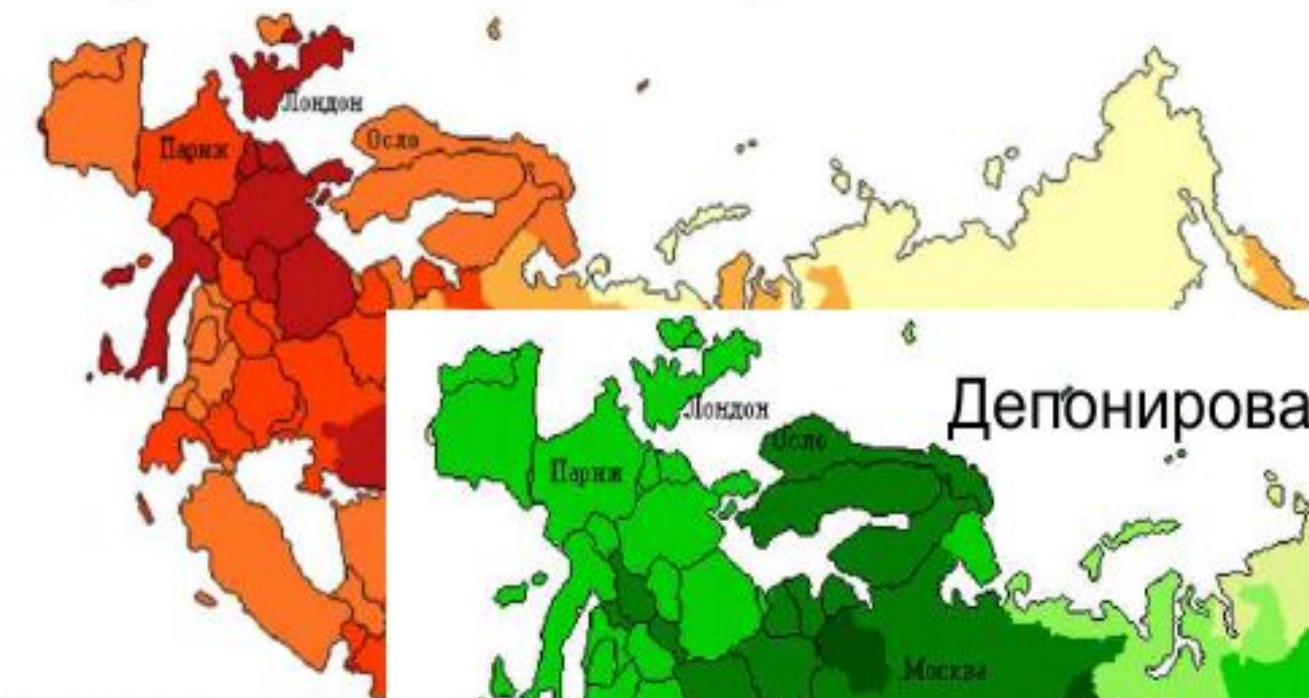 Лондон
Осло
Париж
Депонирова
Лондон
Осло
Париж
Москва